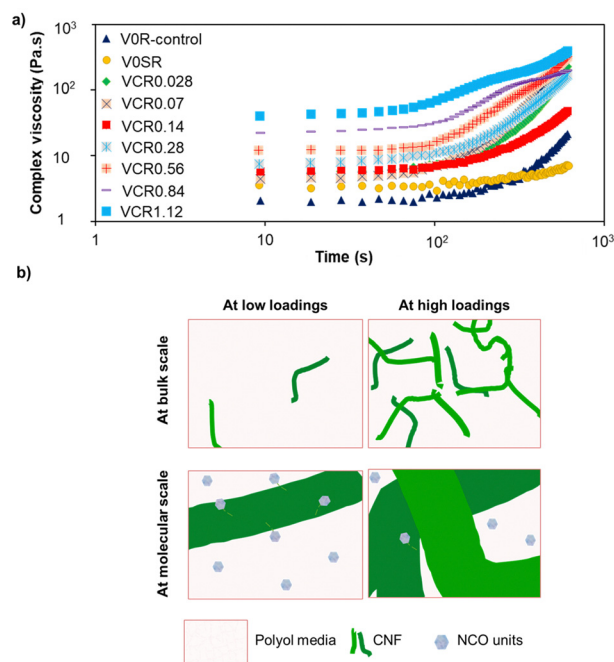 a)
Complex viscosity (Pa.s)
10³
10²
10
1
V0R-control
V0SR
VCR0.028
VCR0.07
VCR0.14
VCR0.28
VCR0.56
VCR0.84
VCR1.12
1
10
10²
10³
Time (s)
b)
At low loadings
At high loadings
At bulk scale
At molecular scale
Polyol media
CNF
NCO units